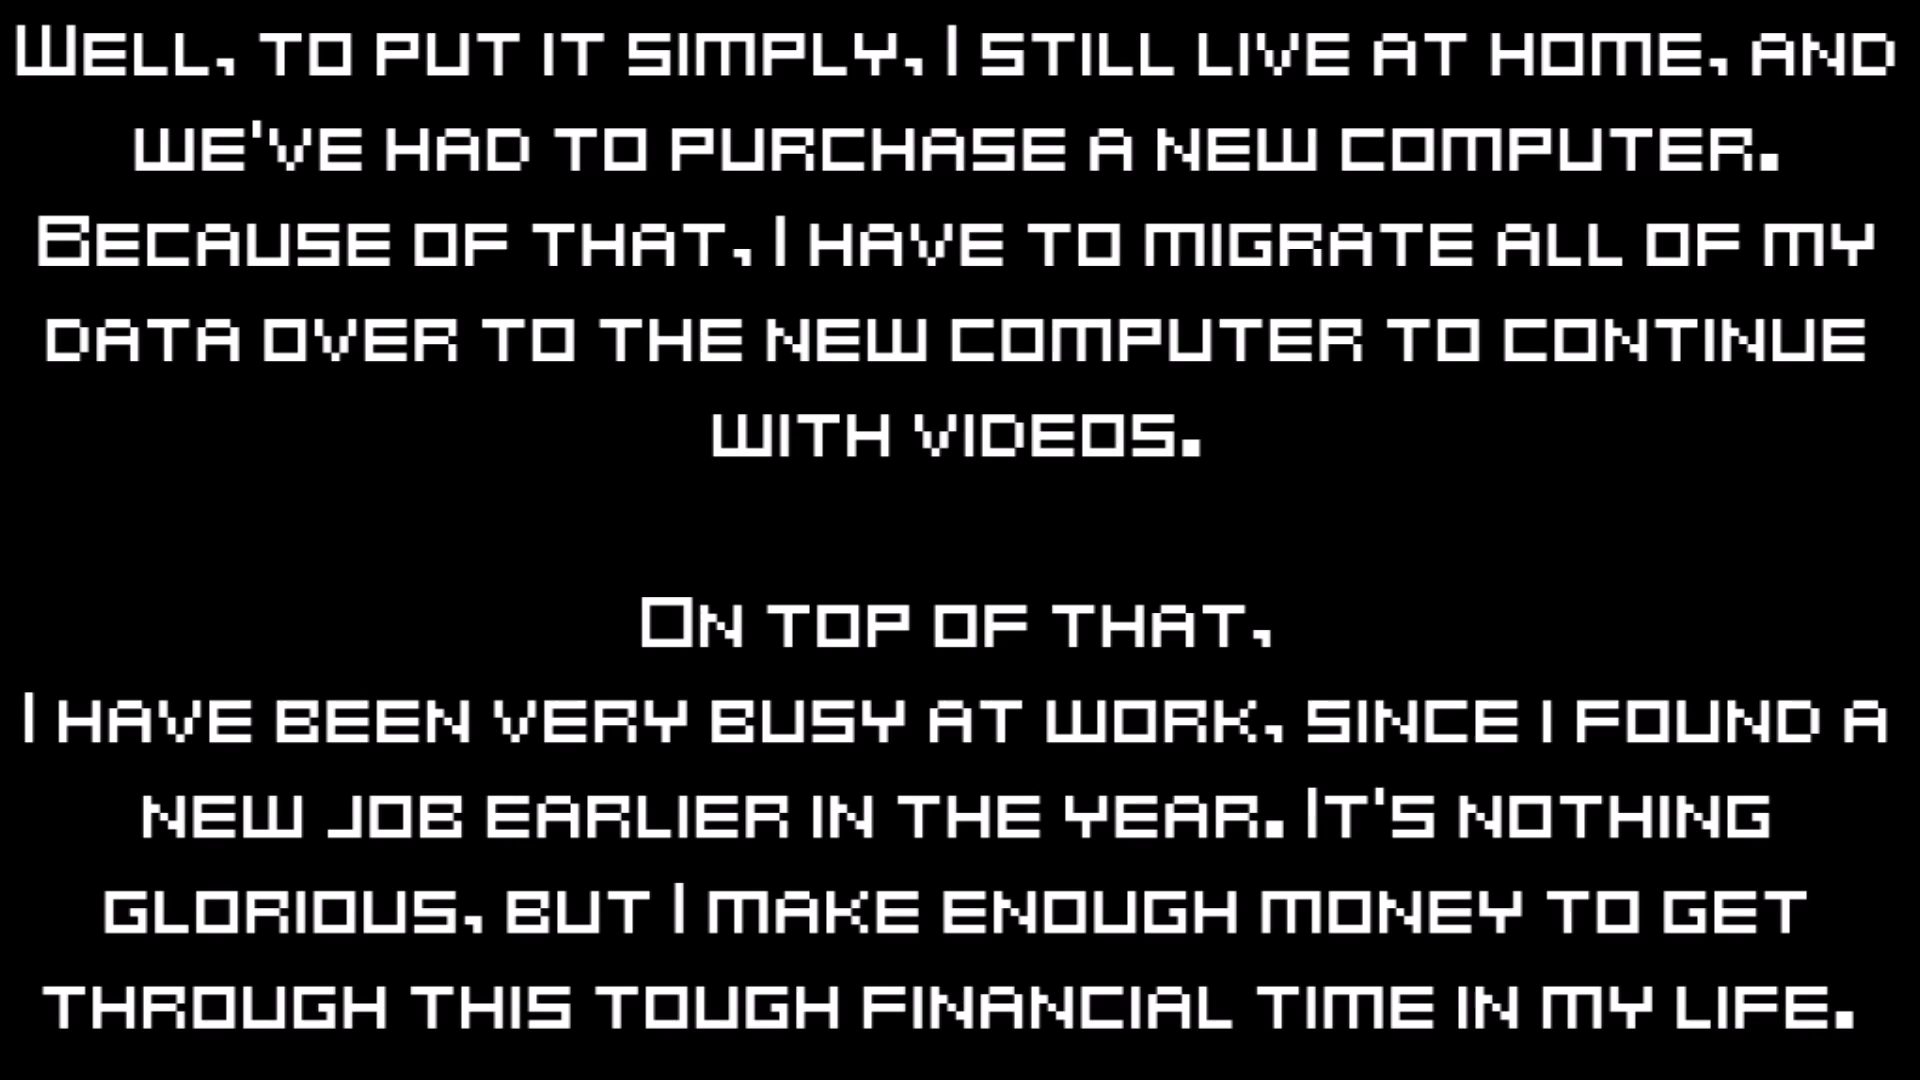 Well, to put it simply, I still live at home, and
we've had to purchase a new computer.
Because of that, I have to migrate all of my
data over to the new computer to continue
with videos.
On top of that,
I have been very busy at work, since i found a
new job earlier in the year. It's nothing
glorious, but I make enough money to get
through this tough financial time in my life.